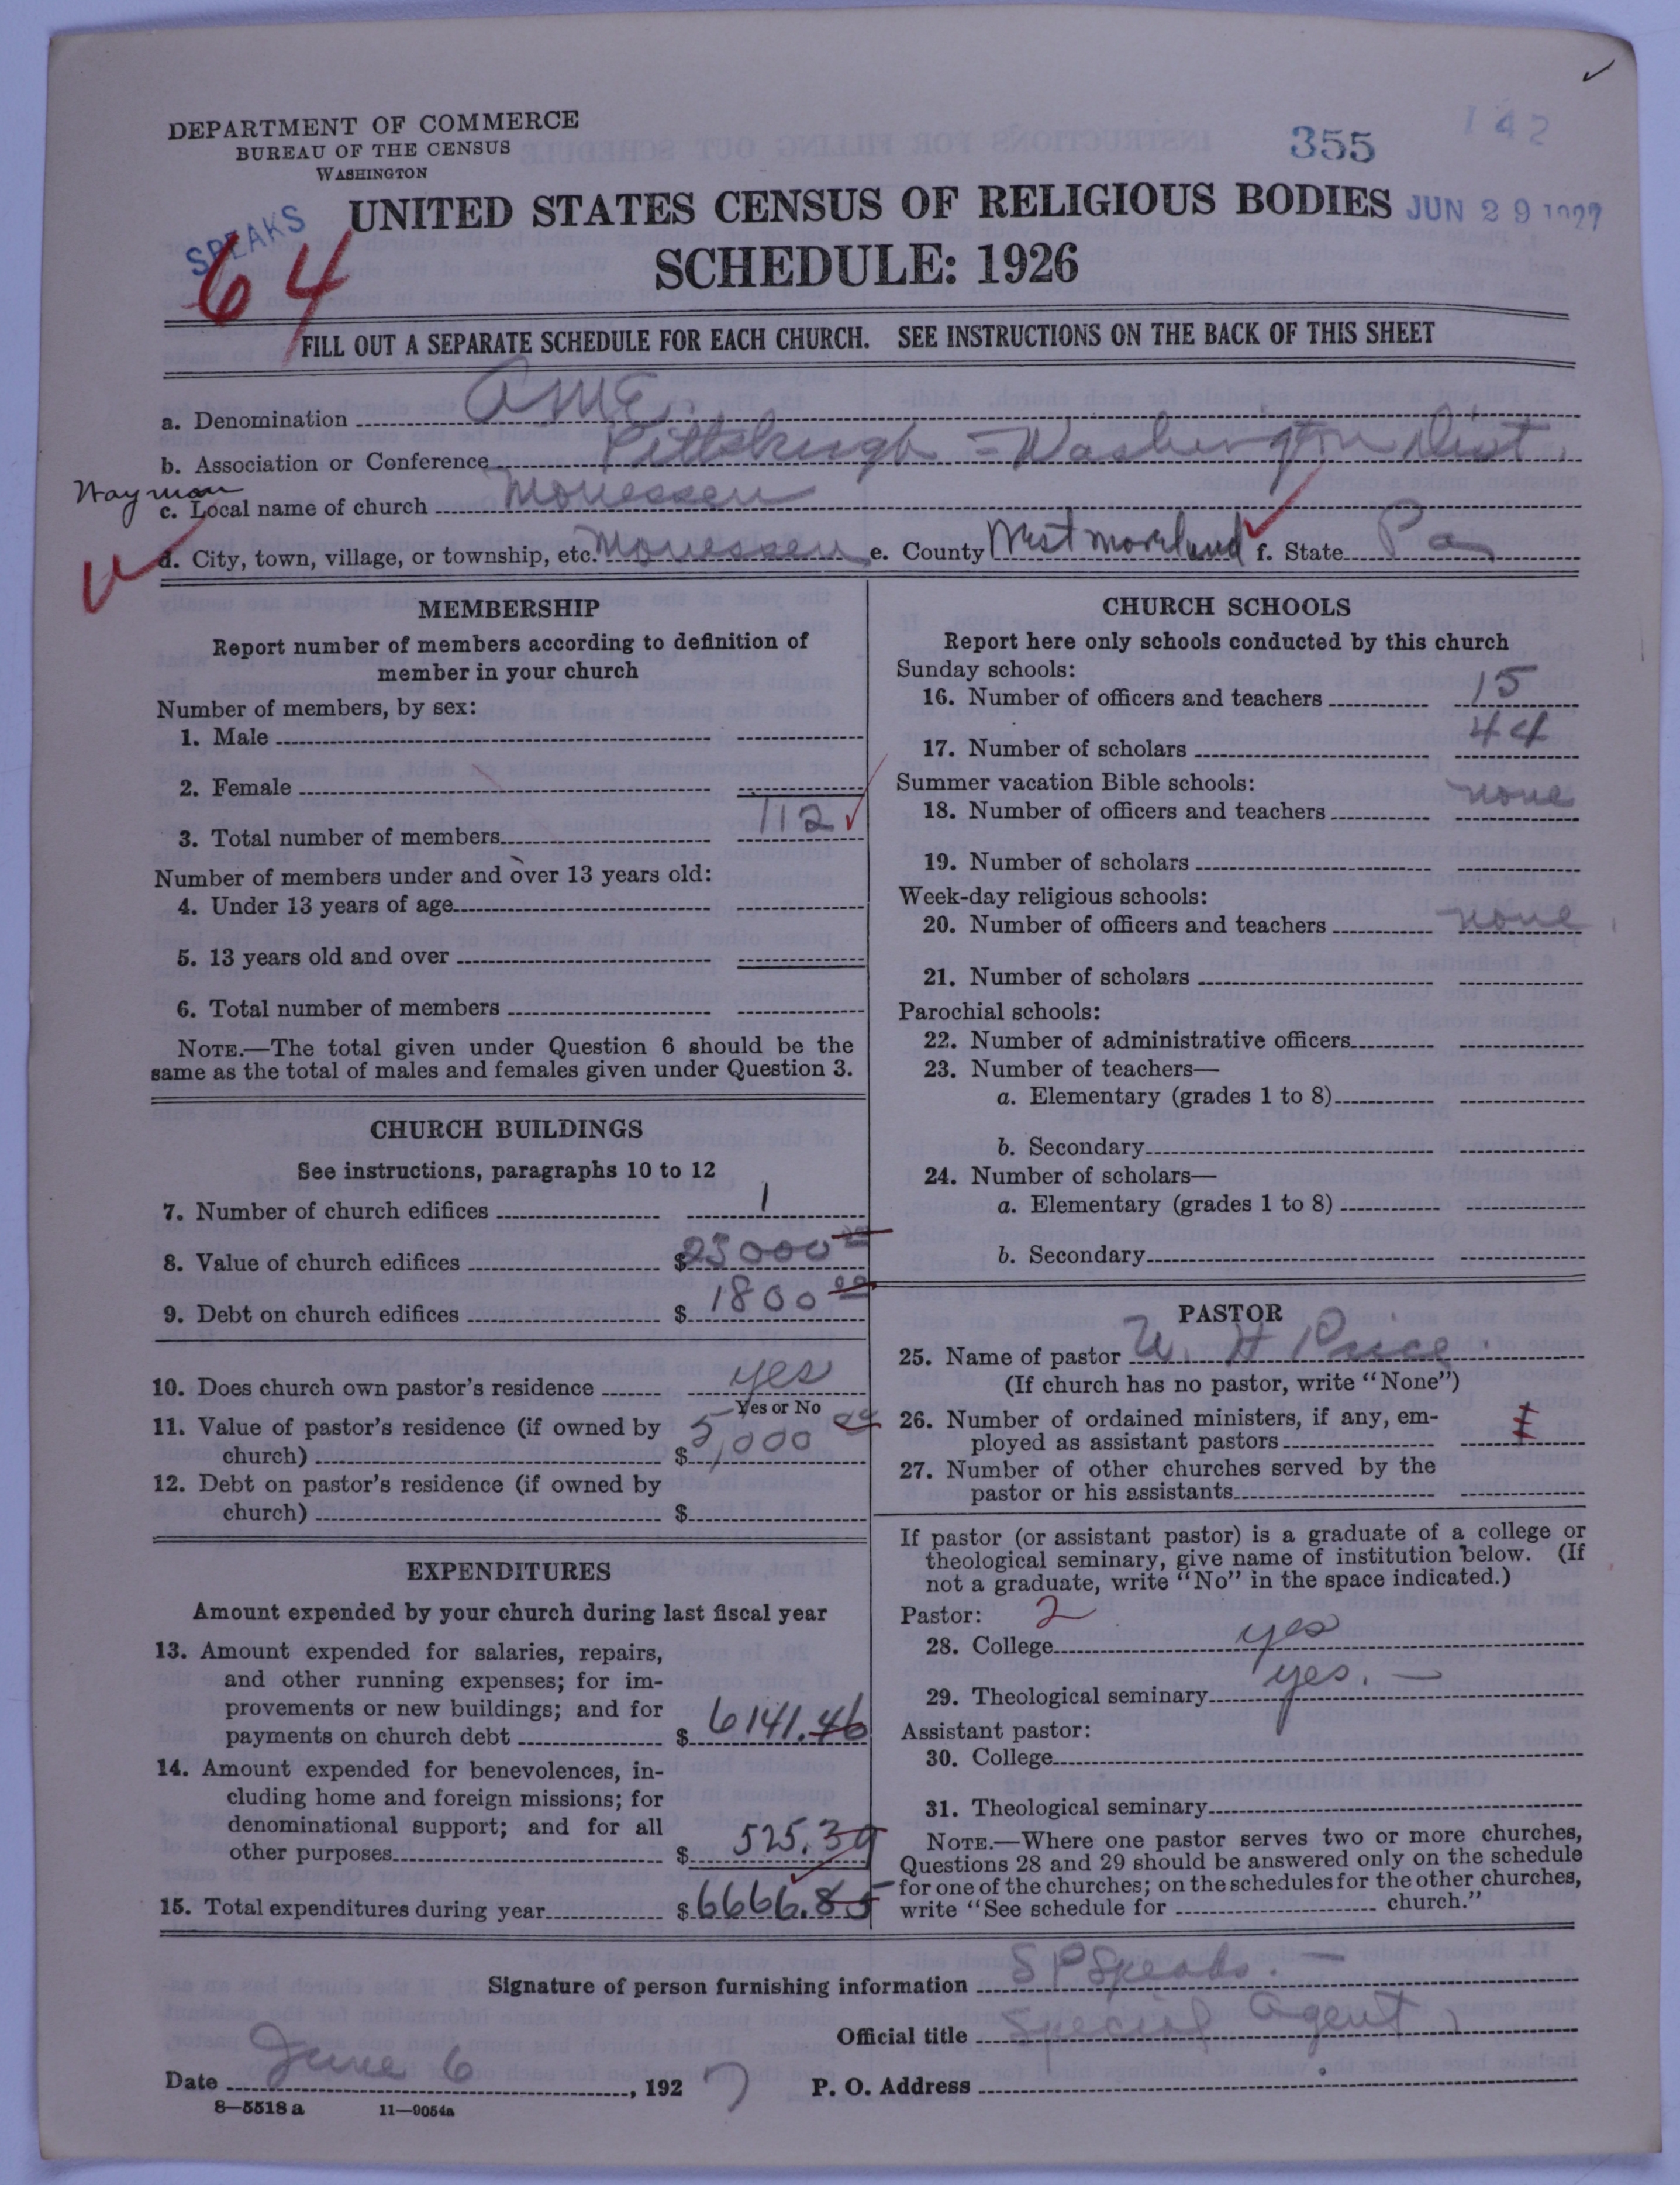 DEPARTMENT OF COMMERCE
BUREAU OF THE CENSUS
WASHINGTON
355
142
SPEAKS
64
UNITED STATES CENSUS OF RELIGIOUS BODIES
JUN 29 1927
SCHEDULE: 1926
FILL OUT A SEPARATE SCHEDULE FOR EACH CHURCH. SEE INSTRUCTIONS ON THE BACK OF THIS SHEET
a. Denomination AME.
b. Association or Conference Pittsburgh = Washington Dist.
Wayman
c. Local name of church Monessen
d. City, town, village, or township, etc. Monessen e. County Westmoreland f. State Pa
MEMBERSHIP
Report number of members according to definition of
member in your church
Number of members, by sex:
1. Male
2. Female
3. Total number of members 112
Number of members under and over 13 years old:
4. Under 13 years of age
5. 13 years old and over
6. Total number of members
NOTE.—The total given under Question 6 should be the
same as the total of males and females given under Question 3.
CHURCH BUILDINGS
See instructions, paragraphs 10 to 12
7. Number of church edifices 1
8. Value of church edifices $25000 00
9. Debt on church edifices $1800 00
10. Does church own pastor's residence yes
Yes or No
11. Value of pastor's residence (if owned by
church) $5,000 00
12. Debt on pastor's residence (if owned by
church) $
EXPENDITURES
Amount expended by your church during last fiscal year
13. Amount expended for salaries, repairs,
and other running expenses; for im-
provements or new buildings; and for
payments on church debt $6141.46
14. Amount expended for benevolences, in-
cluding home and foreign missions; for
denominational support; and for all
other purposes $525.39
15. Total expenditures during year $6666.85
CHURCH SCHOOLS
Report here only schools conducted by this church
Sunday schools:
16. Number of officers and teachers 15
17. Number of scholars 44
Summer vacation Bible schools:
18. Number of officers and teachers none
19. Number of scholars
Week-day religious schools:
20. Number of officers and teachers none
21. Number of scholars
Parochial schools:
22. Number of administrative officers
23. Number of teachers—
a. Elementary (grades 1 to 8)
b. Secondary
24. Number of scholars—
a. Elementary (grades 1 to 8)
b. Secondary
PASTOR
25. Name of pastor W. H Price
(If church has no pastor, write "None")
26. Number of ordained ministers, if any, em-
ployed as assistant pastors
27. Number of other churches served by the
pastor or his assistants
If pastor (or assistant pastor) is a graduate of a college or
theological seminary, give name of institution below. (If
not a graduate, write "No" in the space indicated.)
Pastor: 2
28. College yes
29. Theological seminary yes.
Assistant pastor:
30. College
31. Theological seminary
NOTE.—Where one pastor serves two or more churches,
Questions 28 and 29 should be answered only on the schedule
for one of the churches; on the schedules for the other churches,
write "See schedule for church."
Signature of person furnishing information S P Speaks.
Official title Special Agent
Date June 6, 1927 P. O. Address
8—5518 a 11—9054a